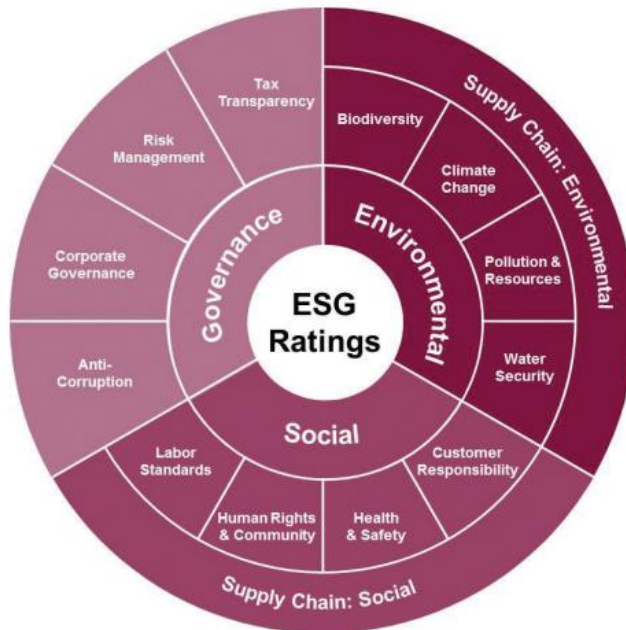 ESG
Ratings
Environmental
Biodiversity
Climate
Change
Pollution &
Resources
Water
Security
Supply Chain: Environmental
Social
Customer
Responsibility
Health
& Safety
Human Rights
& Community
Labor
Standards
Supply Chain: Social
Governance
Anti-
Corruption
Corporate
Governance
Risk
Management
Tax
Transparency